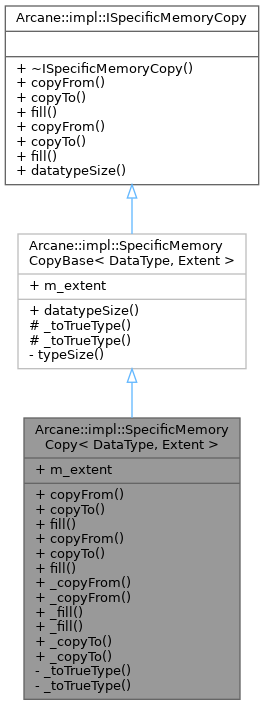 Arcane::impl::ISpecificMemoryCopy
+ ~ISpecificMemoryCopy()
+ copyFrom()
+ copyTo()
+ fill()
+ copyFrom()
+ copyTo()
+ fill()
+ datatypeSize()
Arcane::impl::SpecificMemory
CopyBase< DataType, Extent >
+ m_extent
+ datatypeSize()
# _toTrueType()
# _toTrueType()
- typeSize()
Arcane::impl::SpecificMemory
Copy< DataType, Extent >
+ m_extent
+ copyFrom()
+ copyTo()
+ fill()
+ copyFrom()
+ copyTo()
+ fill()
+ _copyFrom()
+ _copyFrom()
+ _fill()
+ _fill()
+ _copyTo()
+ _copyTo()
- _toTrueType()
- _toTrueType()